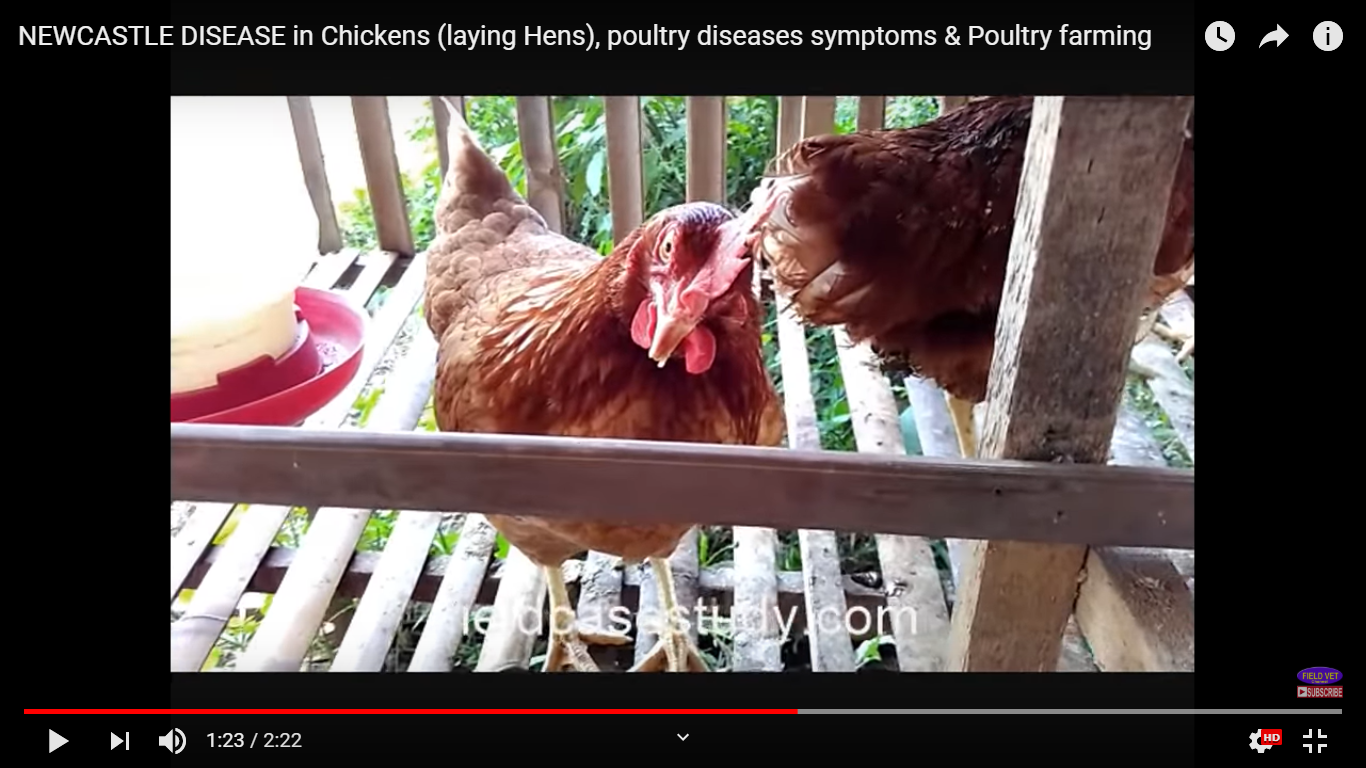 NEWCASTLE DISEASE in Chickens (laying Hens), poultry diseases symptoms & Poultry farming
fieldcasestudy.com
FIELD VET
SUBSCRIBE
1:23 / 2:22
HD